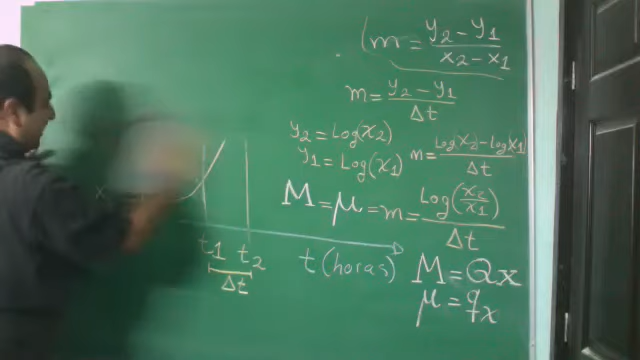 m = y2 - y1 / x2 - x1
m = y2 - y1 / Δt
y2 = Log(x2)
y1 = Log(x1) m = Log(x2) - Log(x1) / Δt
M = μ = m = Log(x2/x1) / Δt
x
t1 t2 t (horas)
Δt
M = Qx
μ = qx